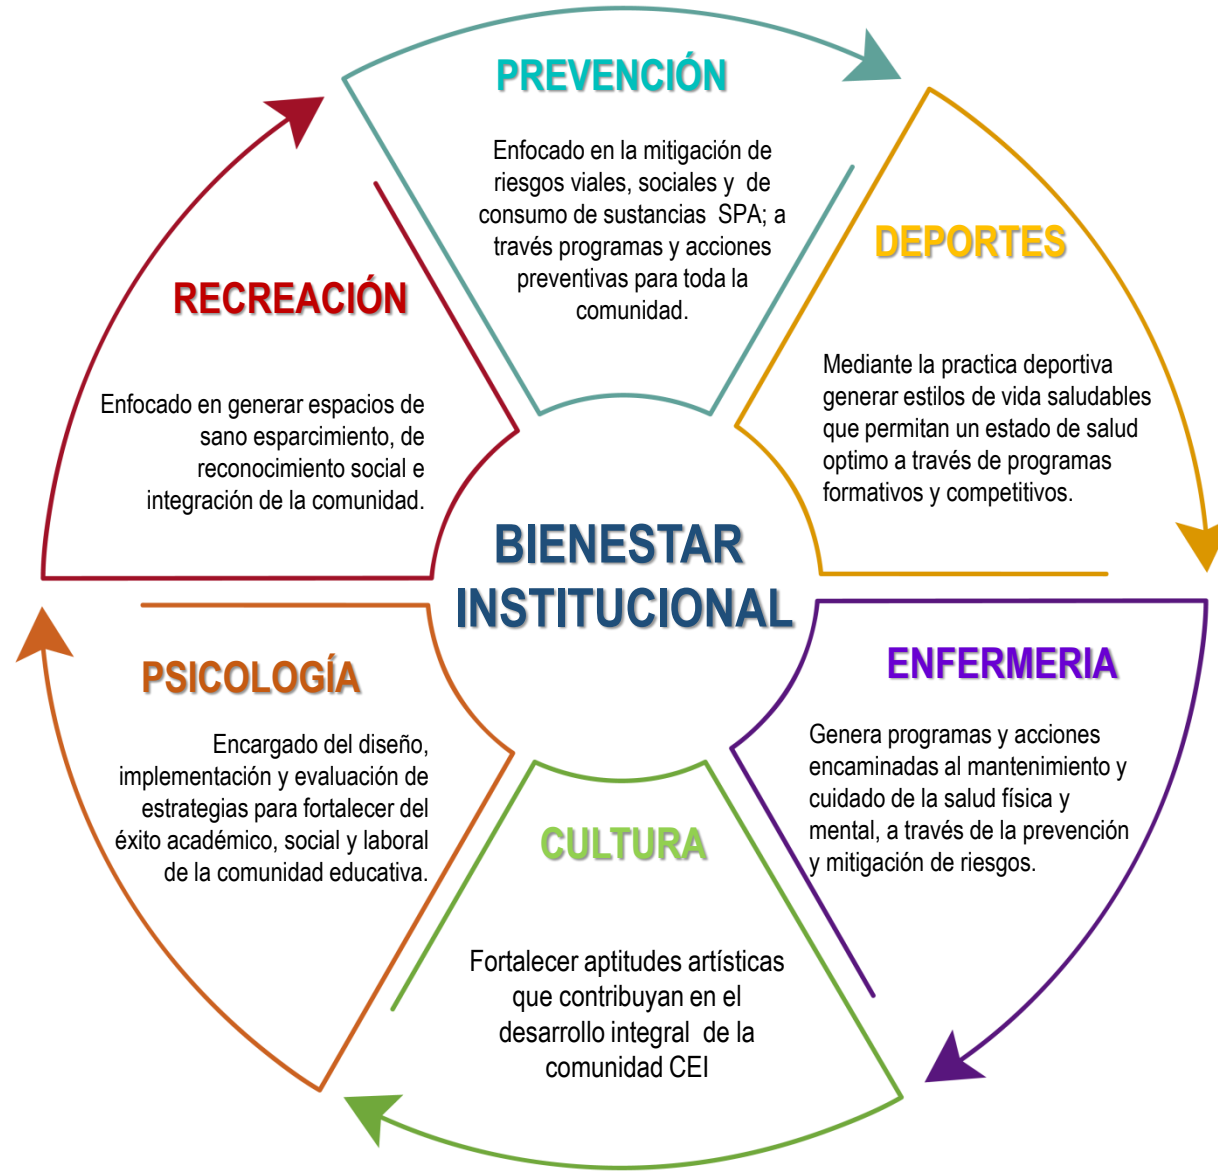 PREVENCIÓN
Enfocado en la mitigación de
riesgos viales, sociales y de
consumo de sustancias SPA; a
través programas y acciones
preventivas para toda la
comunidad.
DEPORTES
Mediante la practica deportiva
generar estilos de vida saludables
que permitan un estado de salud
optimo a través de programas
formativos y competitivos.
RECREACIÓN
Enfocado en generar espacios de
sano esparcimiento, de
reconocimiento social e
integración de la comunidad.
BIENESTAR
INSTITUCIONAL
ENFERMERIA
Genera programas y acciones
encaminadas al mantenimiento y
cuidado de la salud física y
mental, a través de la prevención
y mitigación de riesgos.
PSICOLOGÍA
Encargado del diseño,
implementación y evaluación de
estrategias para fortalecer del
éxito académico, social y laboral
de la comunidad educativa.
CULTURA
Fortalecer aptitudes artísticas
que contribuyan en el
desarrollo integral de la
comunidad CEI